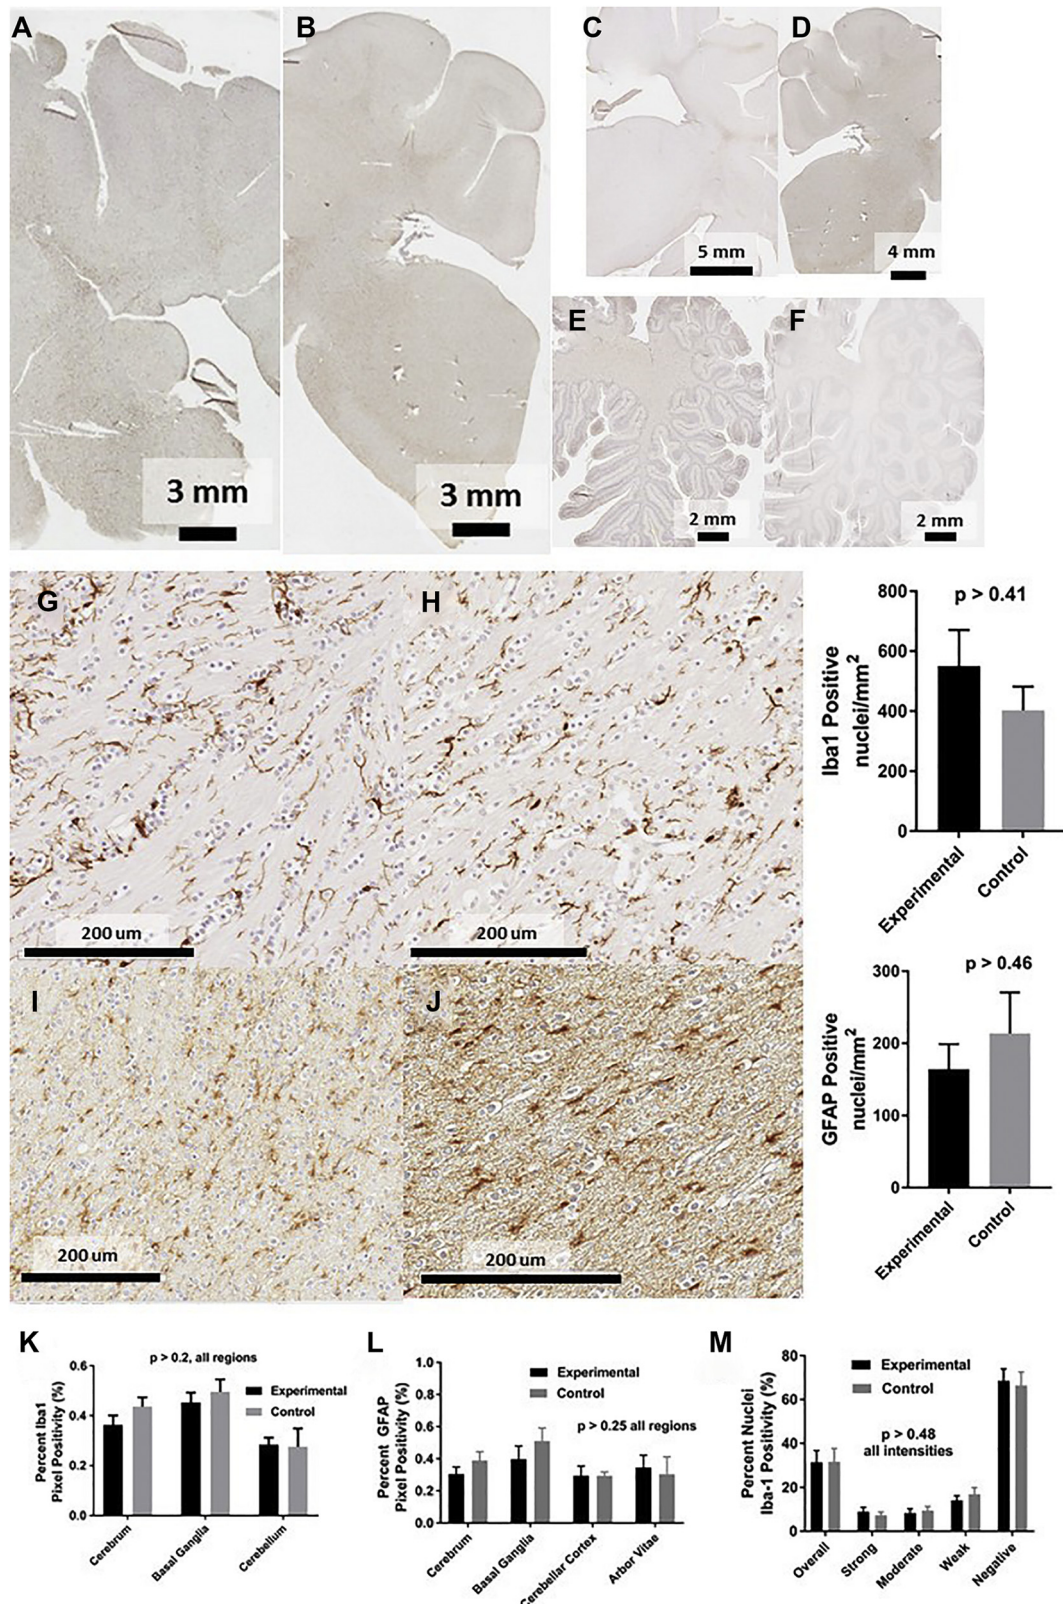 A
B
C
D
3 mm
3 mm
5 mm
4 mm
E
F
2 mm
2 mm
G
H
200 um
200 um
I
J
200 um
200 um
Iba1 Positive
nuclei/mm²
800
600
400
200
0
p > 0.41
Experimental
Control
GFAP Positive
nuclei/mm²
300
200
100
0
p > 0.46
Experimental
Control
K
Percent Iba1
Pixel Positivity (%)
0.6
0.4
0.2
0.0
p > 0.2, all regions
Experimental
Control
Cerebrum
Basal Ganglia
Cerebellum
L
Percent GFAP
Pixel Positivity (%)
1.0
0.8
0.6
0.4
0.2
0.0
Experimental
Control
p > 0.25 all regions
Cerebrum
Basal Ganglia
Cerebellar Cortex
Arbor Vitae
M
Percent Nuclei
Iba-1 Positivity (%)
80
60
40
20
0
Experimental
Control
p > 0.48
all intensities
Overall
Strong
Moderate
Weak
Negative